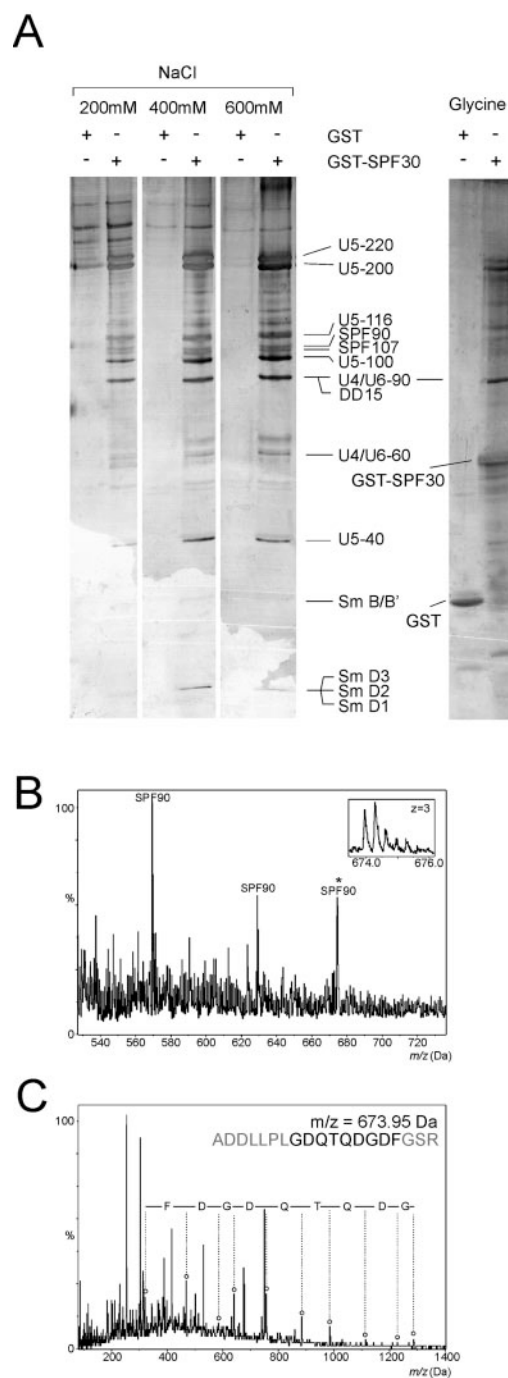 A
NaCl
200mM 400mM 600mM Glycine
+ - + - + - GST + -
- + - + - + GST-SPF30 - +
U5-220
U5-200
U5-116
SPF90
SPF107
U5-100
U4/U6-90
DD15
U4/U6-60
GST-SPF30
U5-40
Sm B/B'
GST
Sm D3
Sm D2
Sm D1
B
100
%
0
SPF90
SPF90
*
SPF90
z=3
674.0 676.0
540 560 580 600 620 640 660 680 700 720
m/z (Da)
C
100
%
0
m/z = 673.95 Da
ADDLLPLGDQTQDGDFGSR
F D G D Q T Q D G
200 400 600 800 1000 1200 1400
m/z (Da)